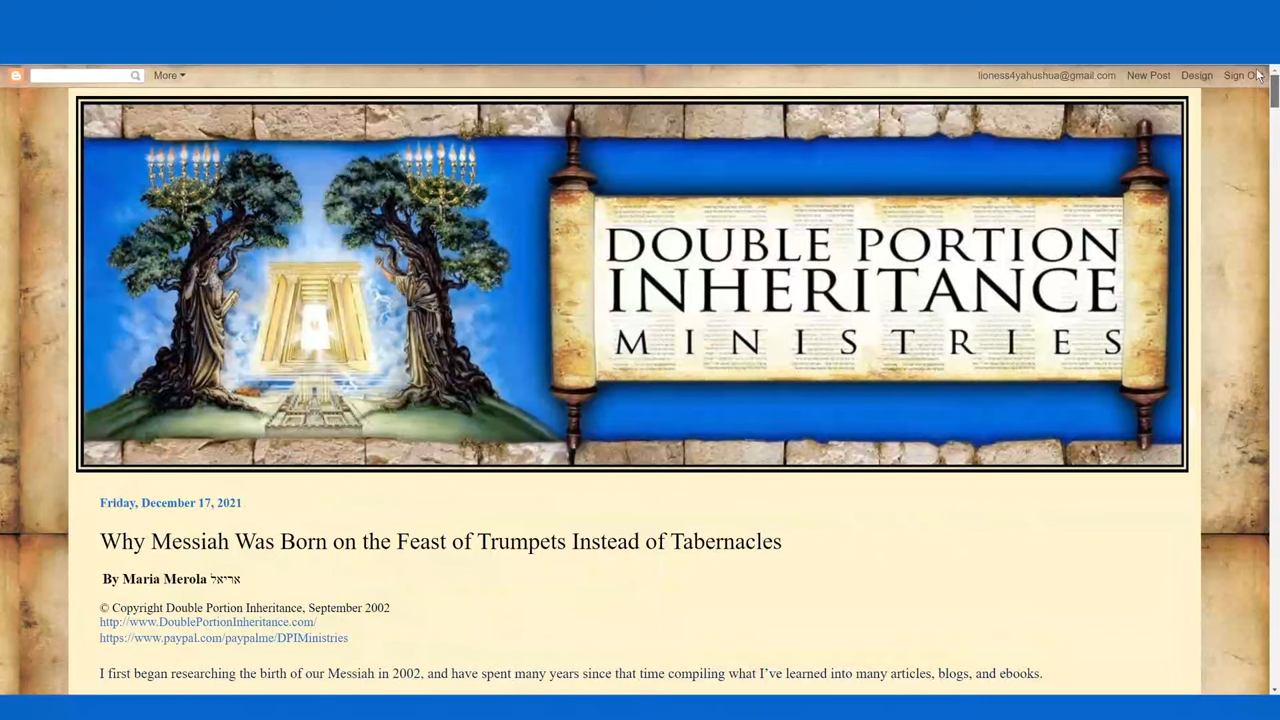 More
lioness4yahushua@gmail.com New Post Design Sign
DOUBLE PORTION
INHERITANCE
MINISTRIES
Friday, December 17, 2021
Why Messiah Was Born on the Feast of Trumpets Instead of Tabernacles
By Maria Merola אריאל
© Copyright Double Portion Inheritance, September 2002
http://www.DoublePortionInheritance.com/
https://www.paypal.com/paypalme/DPIMinistries
I first began researching the birth of our Messiah in 2002, and have spent many years since that time compiling what I’ve learned into many articles, blogs, and ebooks.